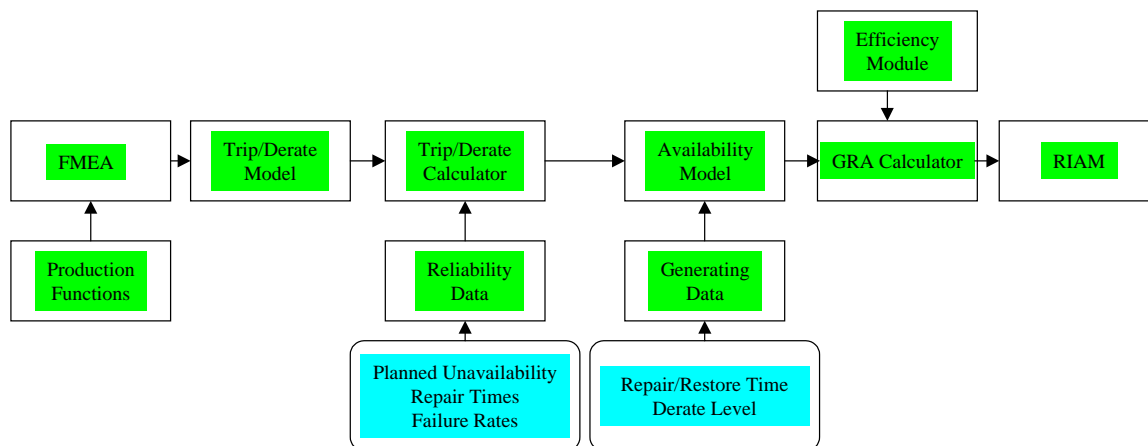 Efficiency
Module
FMEA
Trip/Derate
Model
Trip/Derate
Calculator
Availability
Model
GRA Calculator
RIAM
Production
Functions
Reliability
Data
Generating
Data
Planned Unavailability
Repair Times
Failure Rates
Repair/Restore Time
Derate Level